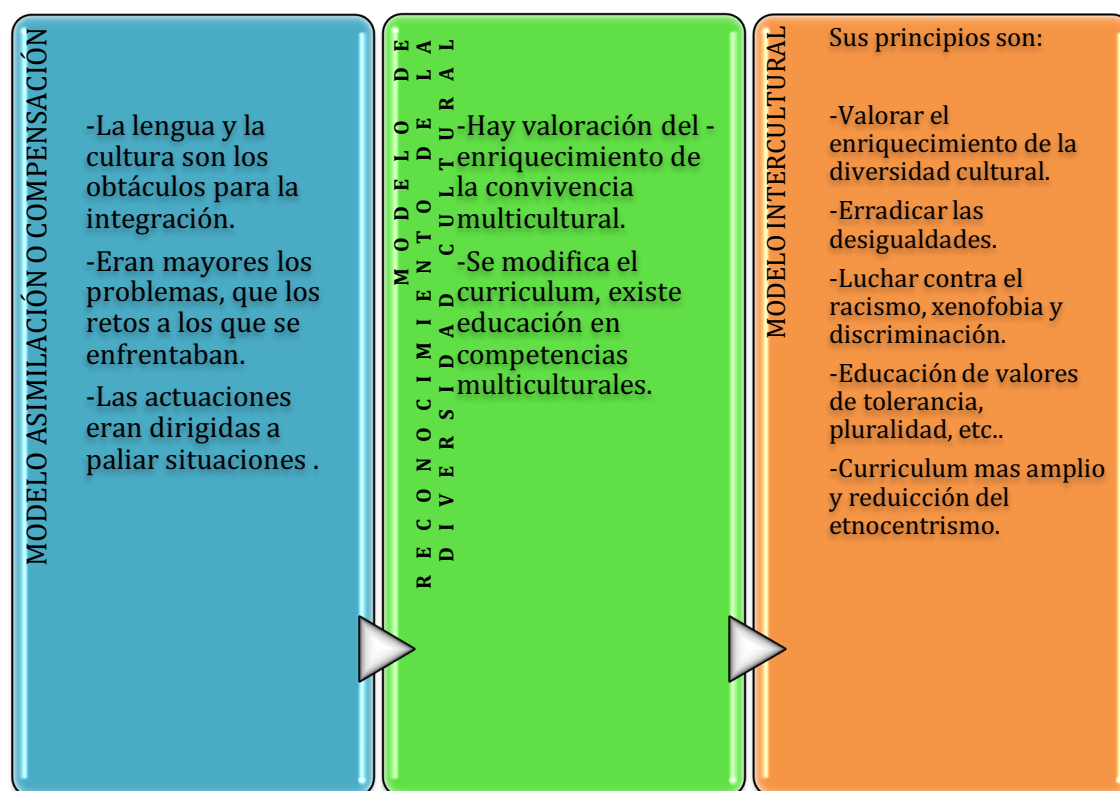 MODELO ASIMILACIÓN O COMPENSACIÓN
-La lengua y la
cultura son los
obtáculos para la
integración.
-Eran mayores los
problemas, que los
retos a los que se
enfrentaban.
-Las actuaciones
eran dirigidas a
paliar situaciones .
MODELO DE
RECONOCIMIENTO DE LA
DIVERSIDAD CULTURAL
-Hay valoración del -
enriquecimiento de
la convivencia
multicultural.
-Se modifica el
curriculum, existe
educación en
competencias
multiculturales.
MODELO INTERCULTURAL
Sus principios son:
-Valorar el
enriquecimiento de la
diversidad cultural.
-Erradicar las
desigualdades.
-Luchar contra el
racismo, xenofobia y
discriminación.
-Educación de valores
de tolerancia,
pluralidad, etc..
-Curriculum mas amplio
y reduicción del
etnocentrismo.